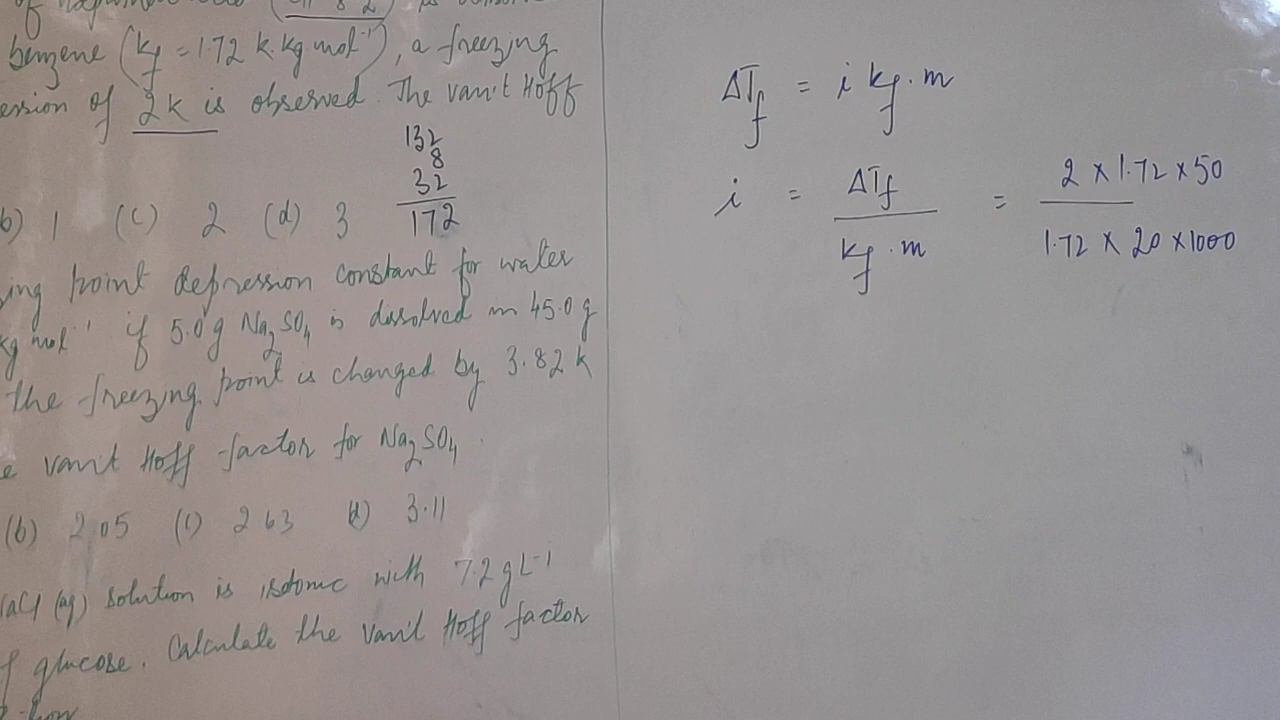 of
benzene (kf = 1.72 k.kg mol⁻¹), a freezing
ession of 2k is observed. The van't Hoff
132
8
32
172
b) 1 (c) 2 (d) 3
ing point depression constant for water
kg mol⁻¹ if 5.0g Na₂SO₄ is dissolved in 45.0 g
the freezing point is changed by 3.82 k
e van't Hoff factor for Na₂SO₄.
(b) 2.05 (c) 2.63 (d) 3.11
aCl (aq) solution is isotonic with 7.2 g L⁻¹
f glucose. Calculate the van't Hoff factor
ΔTf = i kf . m
i = ΔTf / kf . m = 2 x 1.72 x 50 / 1.72 x 20 x 1000